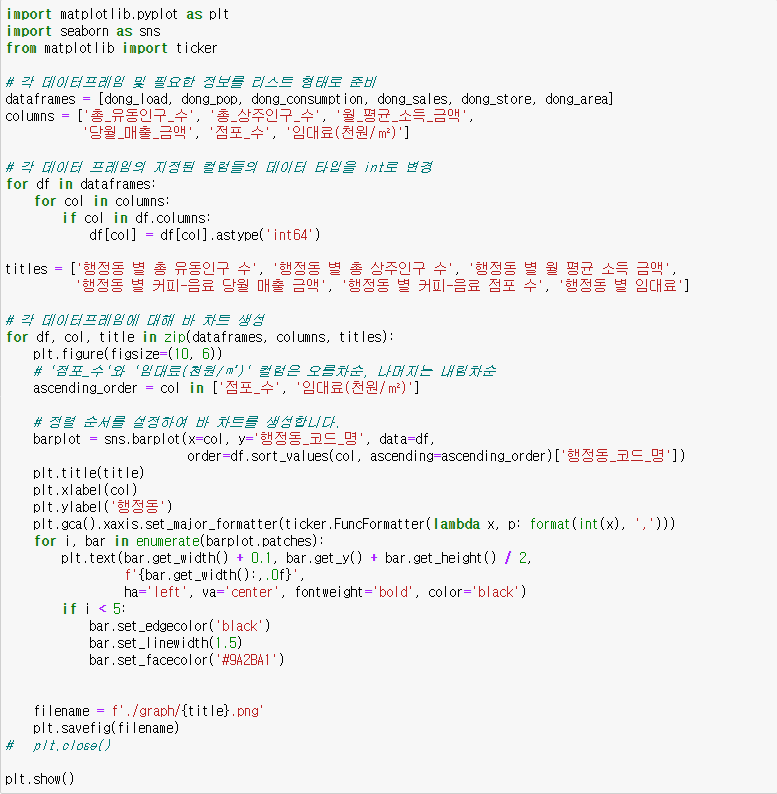 import matplotlib.pyplot as plt
import seaborn as sns
from matplotlib import ticker

# 각 데이터프레임 및 필요한 정보를 리스트 형태로 준비
dataframes = [dong_load, dong_pop, dong_consumption, dong_sales, dong_store, dong_area]
columns = ['총_유동인구_수', '총_상주인구_수', '월_평균_소득_금액',
           '당월_매출_금액', '점포_수', '임대료(천원/㎡)']

# 각 데이터 프레임의 지정된 컬럼들의 데이터 타입을 int로 변경
for df in dataframes:
    for col in columns:
        if col in df.columns:
            df[col] = df[col].astype('int64')

titles = ['행정동 별 총 유동인구 수', '행정동 별 총 상주인구 수', '행정동 별 월 평균 소득 금액',
          '행정동 별 커피-음료 당월 매출 금액', '행정동 별 커피-음료 점포 수', '행정동 별 임대료']

# 각 데이터프레임에 대해 바 차트 생성
for df, col, title in zip(dataframes, columns, titles):
    plt.figure(figsize=(10, 6))
    # '점포_수'와 '임대료(천원/㎡)' 컬럼은 오름차순, 나머지는 내림차순
    ascending_order = col in ['점포_수', '임대료(천원/㎡)']

    # 정렬 순서를 설정하여 바 차트를 생성합니다.
    barplot = sns.barplot(x=col, y='행정동_코드_명', data=df,
                          order=df.sort_values(col, ascending=ascending_order)['행정동_코드_명'])
    plt.title(title)
    plt.xlabel(col)
    plt.ylabel('행정동')
    plt.gca().xaxis.set_major_formatter(ticker.FuncFormatter(lambda x, p: format(int(x), ',')))
    for i, bar in enumerate(barplot.patches):
        plt.text(bar.get_width() + 0.1, bar.get_y() + bar.get_height() / 2,
                 f'{bar.get_width():,.0f}',
                 ha='left', va='center', fontweight='bold', color='black')
        if i < 5:
            bar.set_edgecolor('black')
            bar.set_linewidth(1.5)
            bar.set_facecolor('#9A2BA1')

    filename = f'./graph/{title}.png'
    plt.savefig(filename)
#   plt.close()

plt.show()